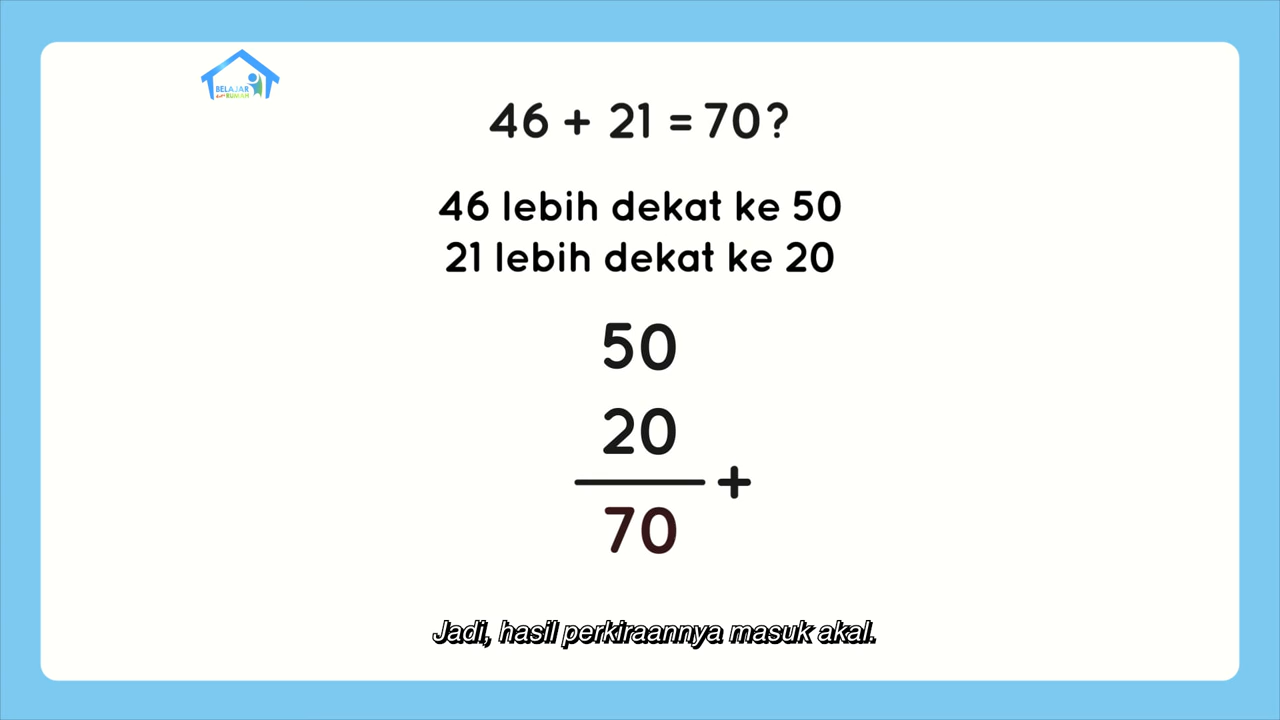 BELAJAR
dari RUMAH
46 + 21 = 70?
46 lebih dekat ke 50
21 lebih dekat ke 20
50
20
+
70
Jadi, hasil perkiraannya masuk akal.